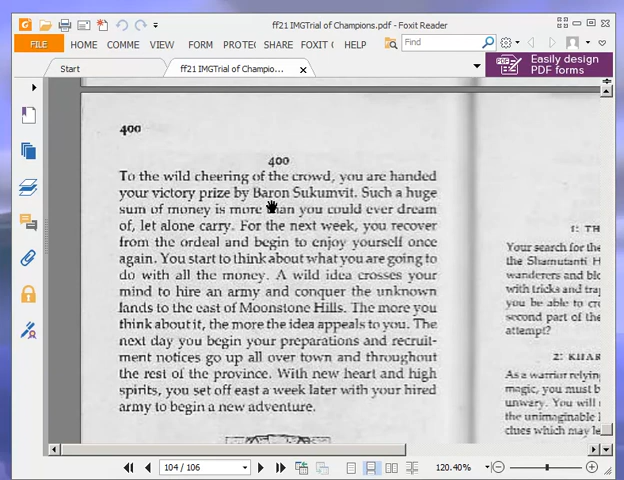 ff21 IMGTrial of Champions.pdf - Foxit Reader
FILE HOME COMME VIEW FORM PROTE SHARE FOXIT C HELP Find
Start ff21 IMGTrial of Champio... Easily design PDF forms
400
400
To the wild cheering of the crowd, you are handed
your victory prize by Baron Sukumvit. Such a huge
sum of money is more than you could ever dream
of, let alone carry. For the next week, you recover
from the ordeal and begin to enjoy yourself once
again. You start to think about what you are going to
do with all the money. A wild idea crosses your
mind to hire an army and conquer the unknown
lands to the east of Moonstone Hills. The more you
think about it, the more the idea appeals to you. The
next day you begin your preparations and recruit-
ment notices go up all over town and throughout
the rest of the province. With new heart and high
spirits, you set off east a week later with your hired
army to begin a new adventure.
1: TH
Your search for the
the Shamutanti H
wanderers and blo
with tricks and tra
you be able to cro
second part of the
attempt?
2: KHAR
As a warrior relying
magic, you must b
unwary. You will
the unimaginable
clues which may le
104 / 106 120.40%